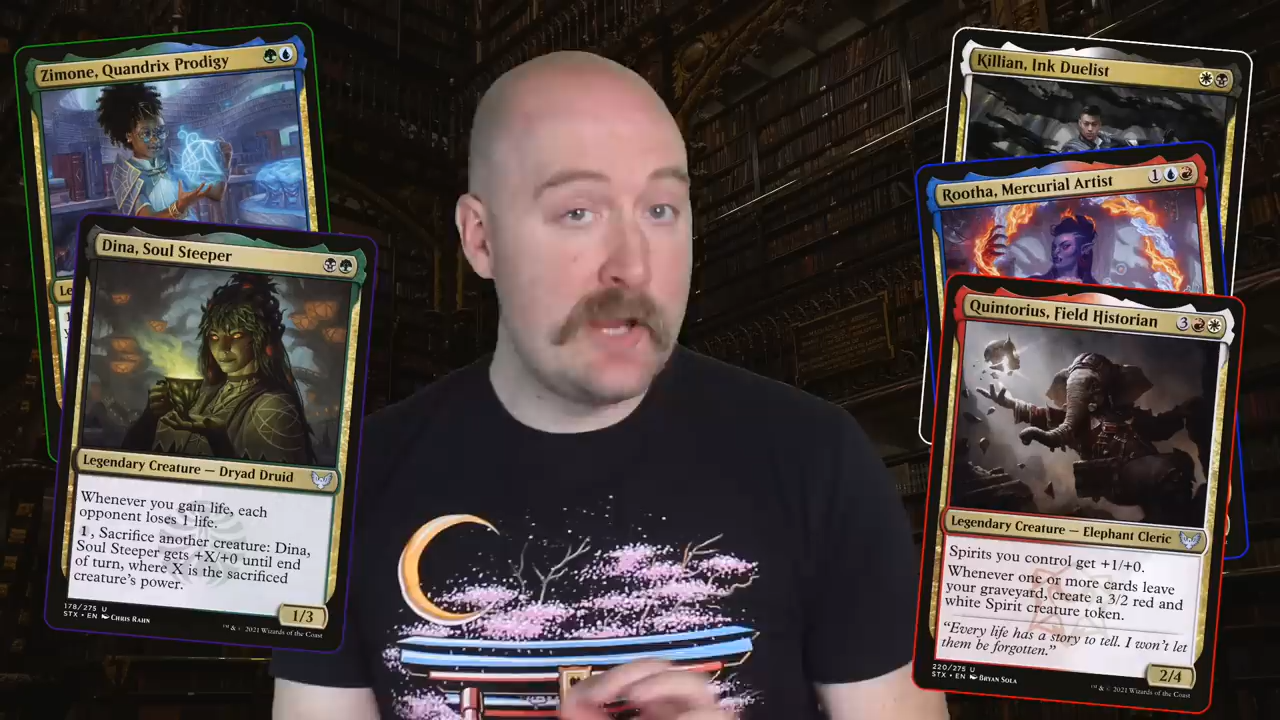 Zimone, Quandrix Prodigy
Le
Dina, Soul Steeper
Legendary Creature — Dryad Druid
Whenever you gain life, each
opponent loses 1 life.
1, Sacrifice another creature: Dina,
Soul Steeper gets +X/+0 until end
of turn, where X is the sacrificed
creature's power.
1/3
178/275 U
STX • EN Chris Rahn
™ & © 2021 Wizards of the Coast
Killian, Ink Duelist
Rootha, Mercurial Artist
1
Quintorius, Field Historian
3
Legendary Creature — Elephant Cleric
Spirits you control get +1/+0.
Whenever one or more cards leave
your graveyard, create a 3/2 red and
white Spirit creature token.
“Every life has a story to tell. I won't let
them be forgotten.”
2/4
220/275 U
STX • EN Bryan Sola
™ & © 2021 Wizards of the Coast